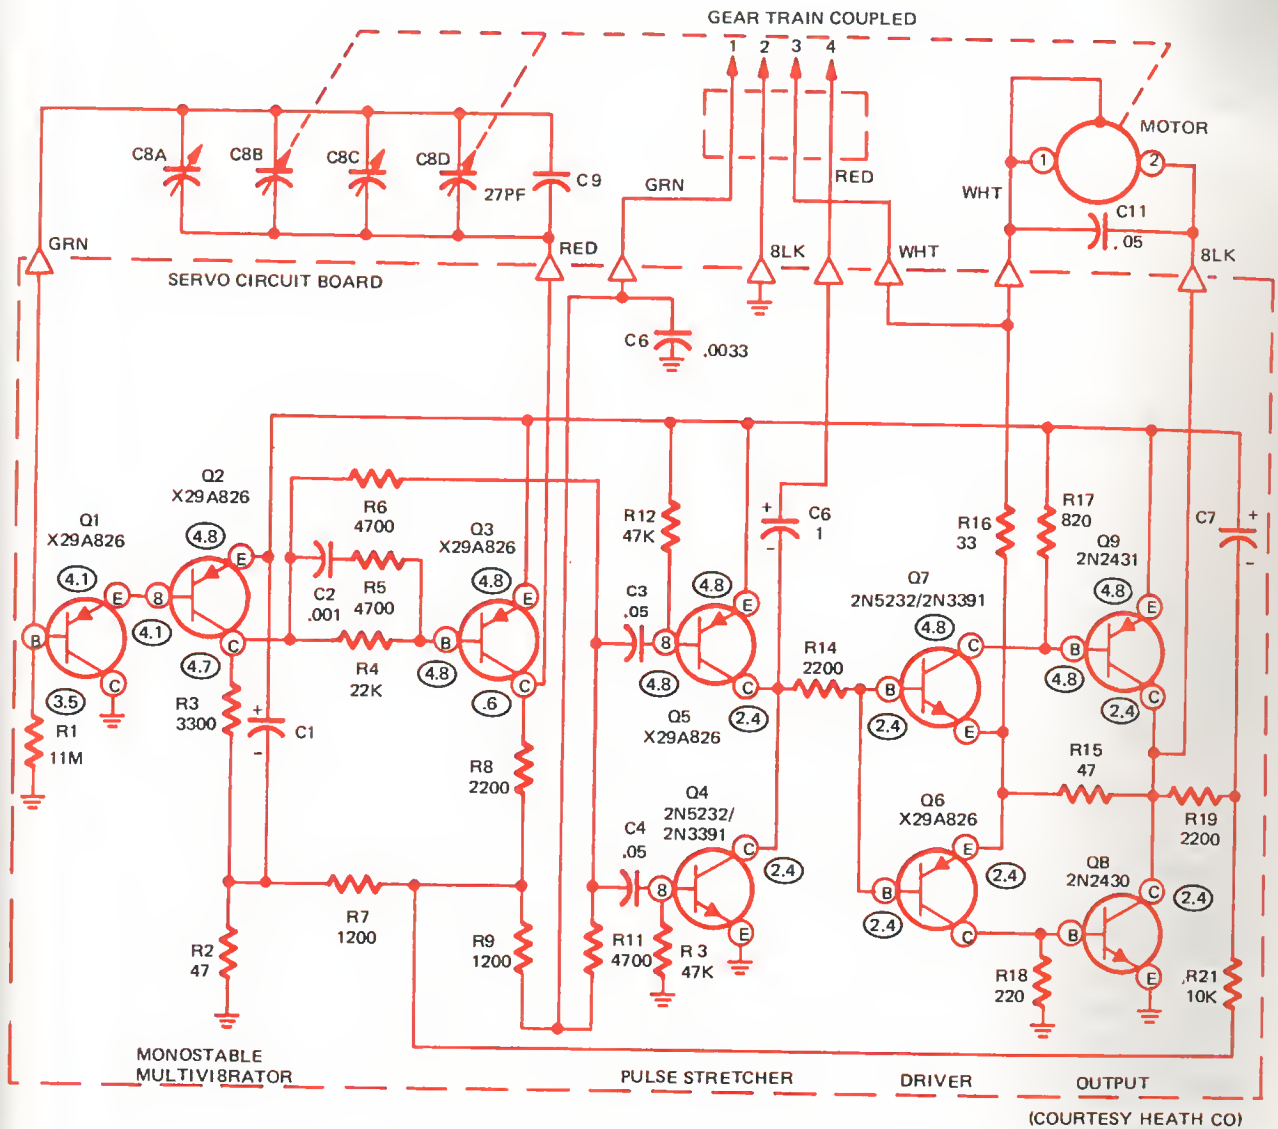 GEAR TRAIN COUPLED
1 2 3 4
MOTOR
1
2
C8A
C8B
C8C
C8D
27PF
C9
GRN
RED
WHT
C11
.05
GRN
RED
8LK
WHT
8LK
SERVO CIRCUIT BOARD
C6
.0033
Q1
X29A826
4.1
E
B
C
3.5
R1
11M
Q2
X29A826
4.8
E
8
4.1
C
4.7
R3
3300
+
C1
-
R6
4700
C2
.001
R5
4700
R4
22K
Q3
X29A826
4.8
E
B
4.8
C
.6
R8
2200
R12
47K
C3
.05
4.8
E
8
4.8
C
2.4
Q5
X29A826
+
C6
1
-
R14
2200
Q7
2N5232/2N3391
4.8
C
B
2.4
E
R16
33
R17
820
Q9
2N2431
4.8
E
B
4.8
C
2.4
C7
+
-
R15
47
R19
2200
Q4
2N5232/
2N3391
C4
.05
8
C
2.4
E
R 3
47K
R11
4700
Q6
X29A826
E
2.4
B
2.4
C
Q8
2N2430
C
2.4
B
E
R18
220
R21
10K
R7
1200
R2
47
R9
1200
MONOSTABLE
MULTIVI8RATOR
PULSE STRETCHER
DRIVER
OUTPUT
(COURTESY HEATH CO)